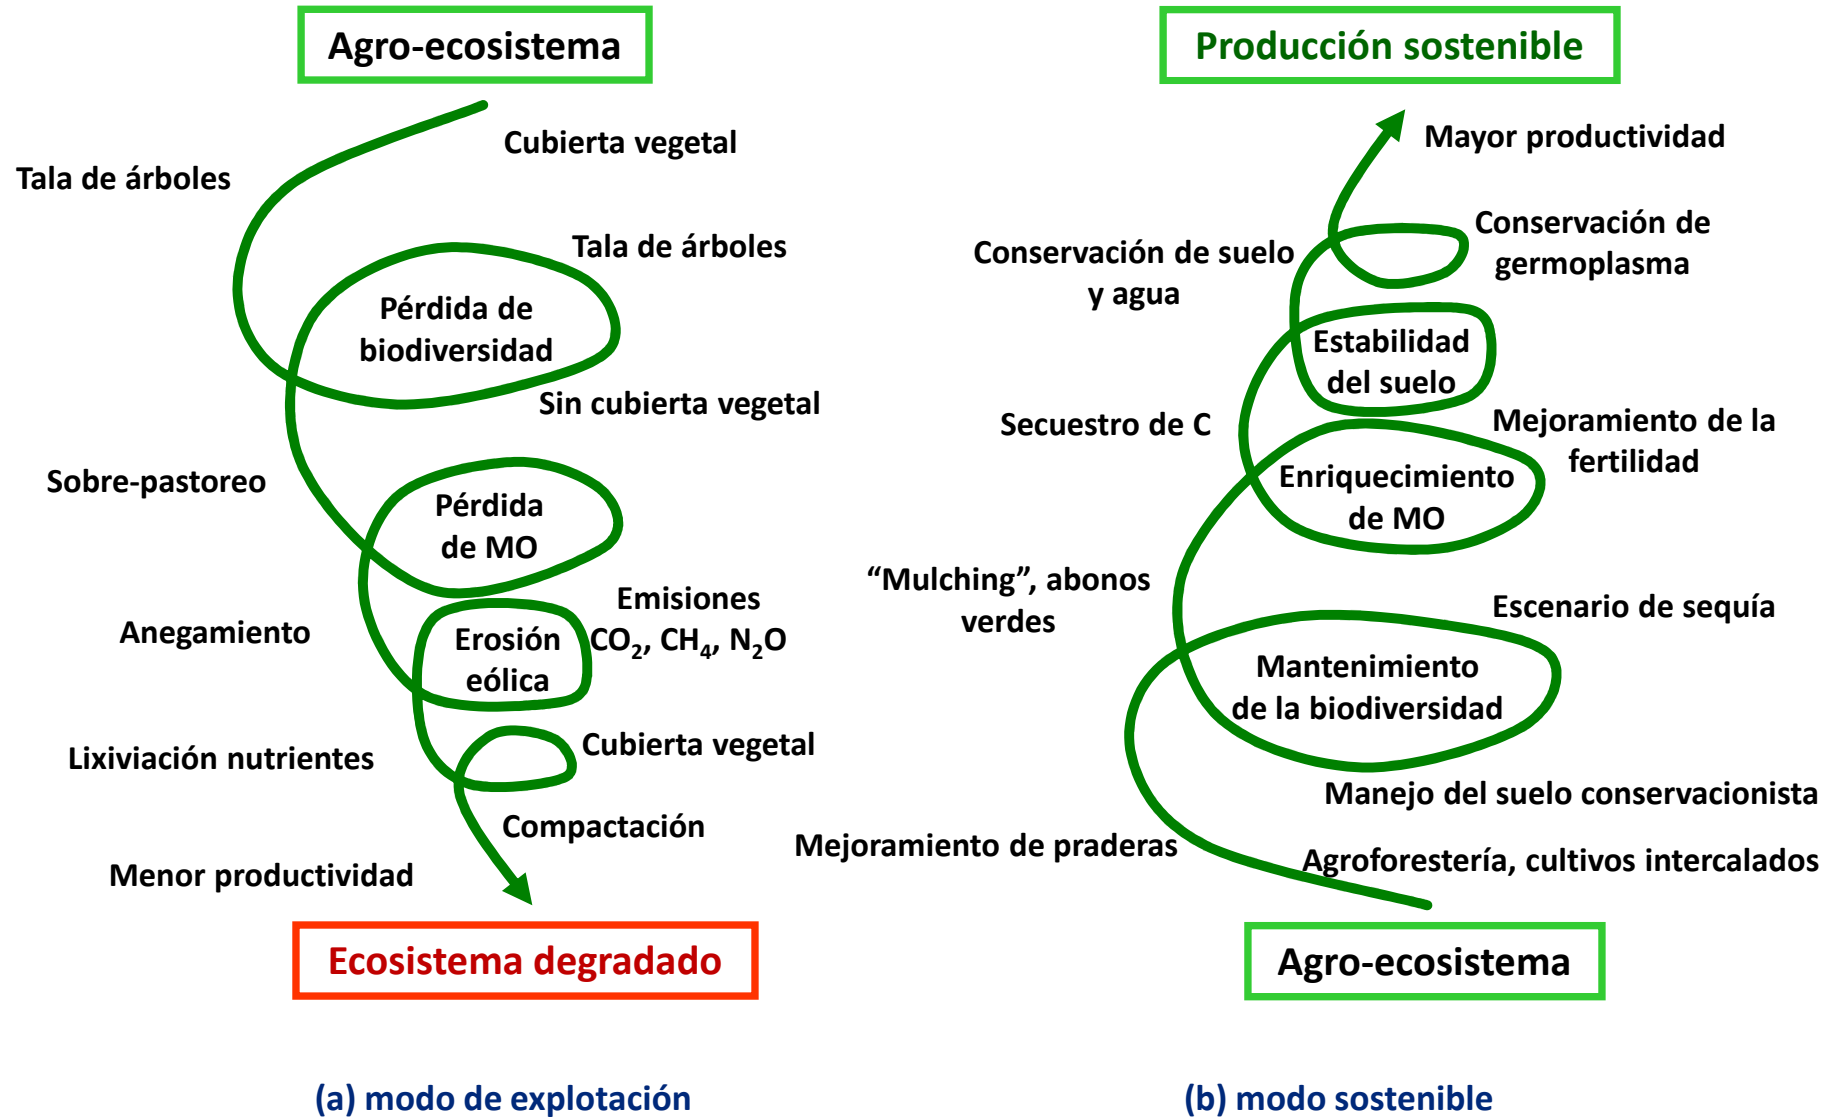 Agro-ecosistema
Cubierta vegetal
Tala de árboles
Tala de árboles
Pérdida de
biodiversidad
Sin cubierta vegetal
Sobre-pastoreo
Pérdida
de MO
Emisiones
CO₂, CH₄, N₂O
Anegamiento
Erosión
eólica
Lixiviación nutrientes
Cubierta vegetal
Compactación
Menor productividad
Ecosistema degradado
(a) modo de explotación
Producción sostenible
Mayor productividad
Conservación de
germoplasma
Conservación de suelo
y agua
Estabilidad
del suelo
Secuestro de C
Mejoramiento de la
fertilidad
Enriquecimiento
de MO
“Mulching”, abonos
verdes
Escenario de sequía
Mantenimiento
de la biodiversidad
Manejo del suelo conservacionista
Mejoramiento de praderas
Agroforestería, cultivos intercalados
Agro-ecosistema
(b) modo sostenible